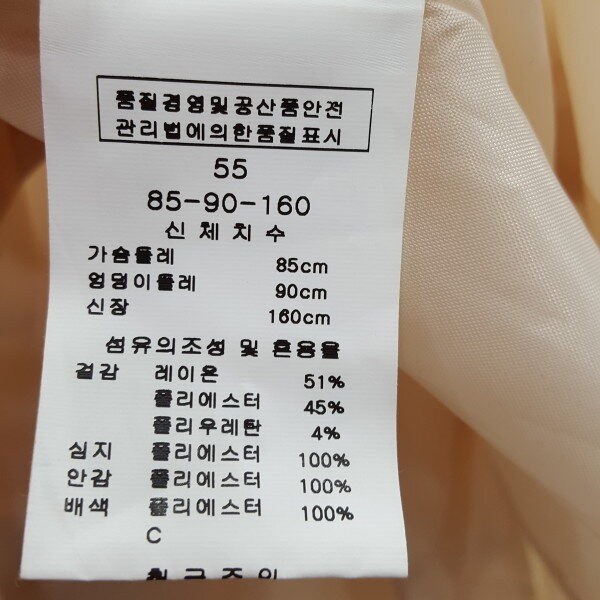 품질경영및공산품안전
관리법에의한품질표시
55
85-90-160
신체치수
가슴둘레 85cm
엉덩이둘레 90cm
신장 160cm
섬유의조성 및 혼용율
겉감 레이온 51%
폴리에스터 45%
폴리우레탄 4%
심지 폴리에스터 100%
안감 폴리에스터 100%
배색 폴리에스터 100%
C